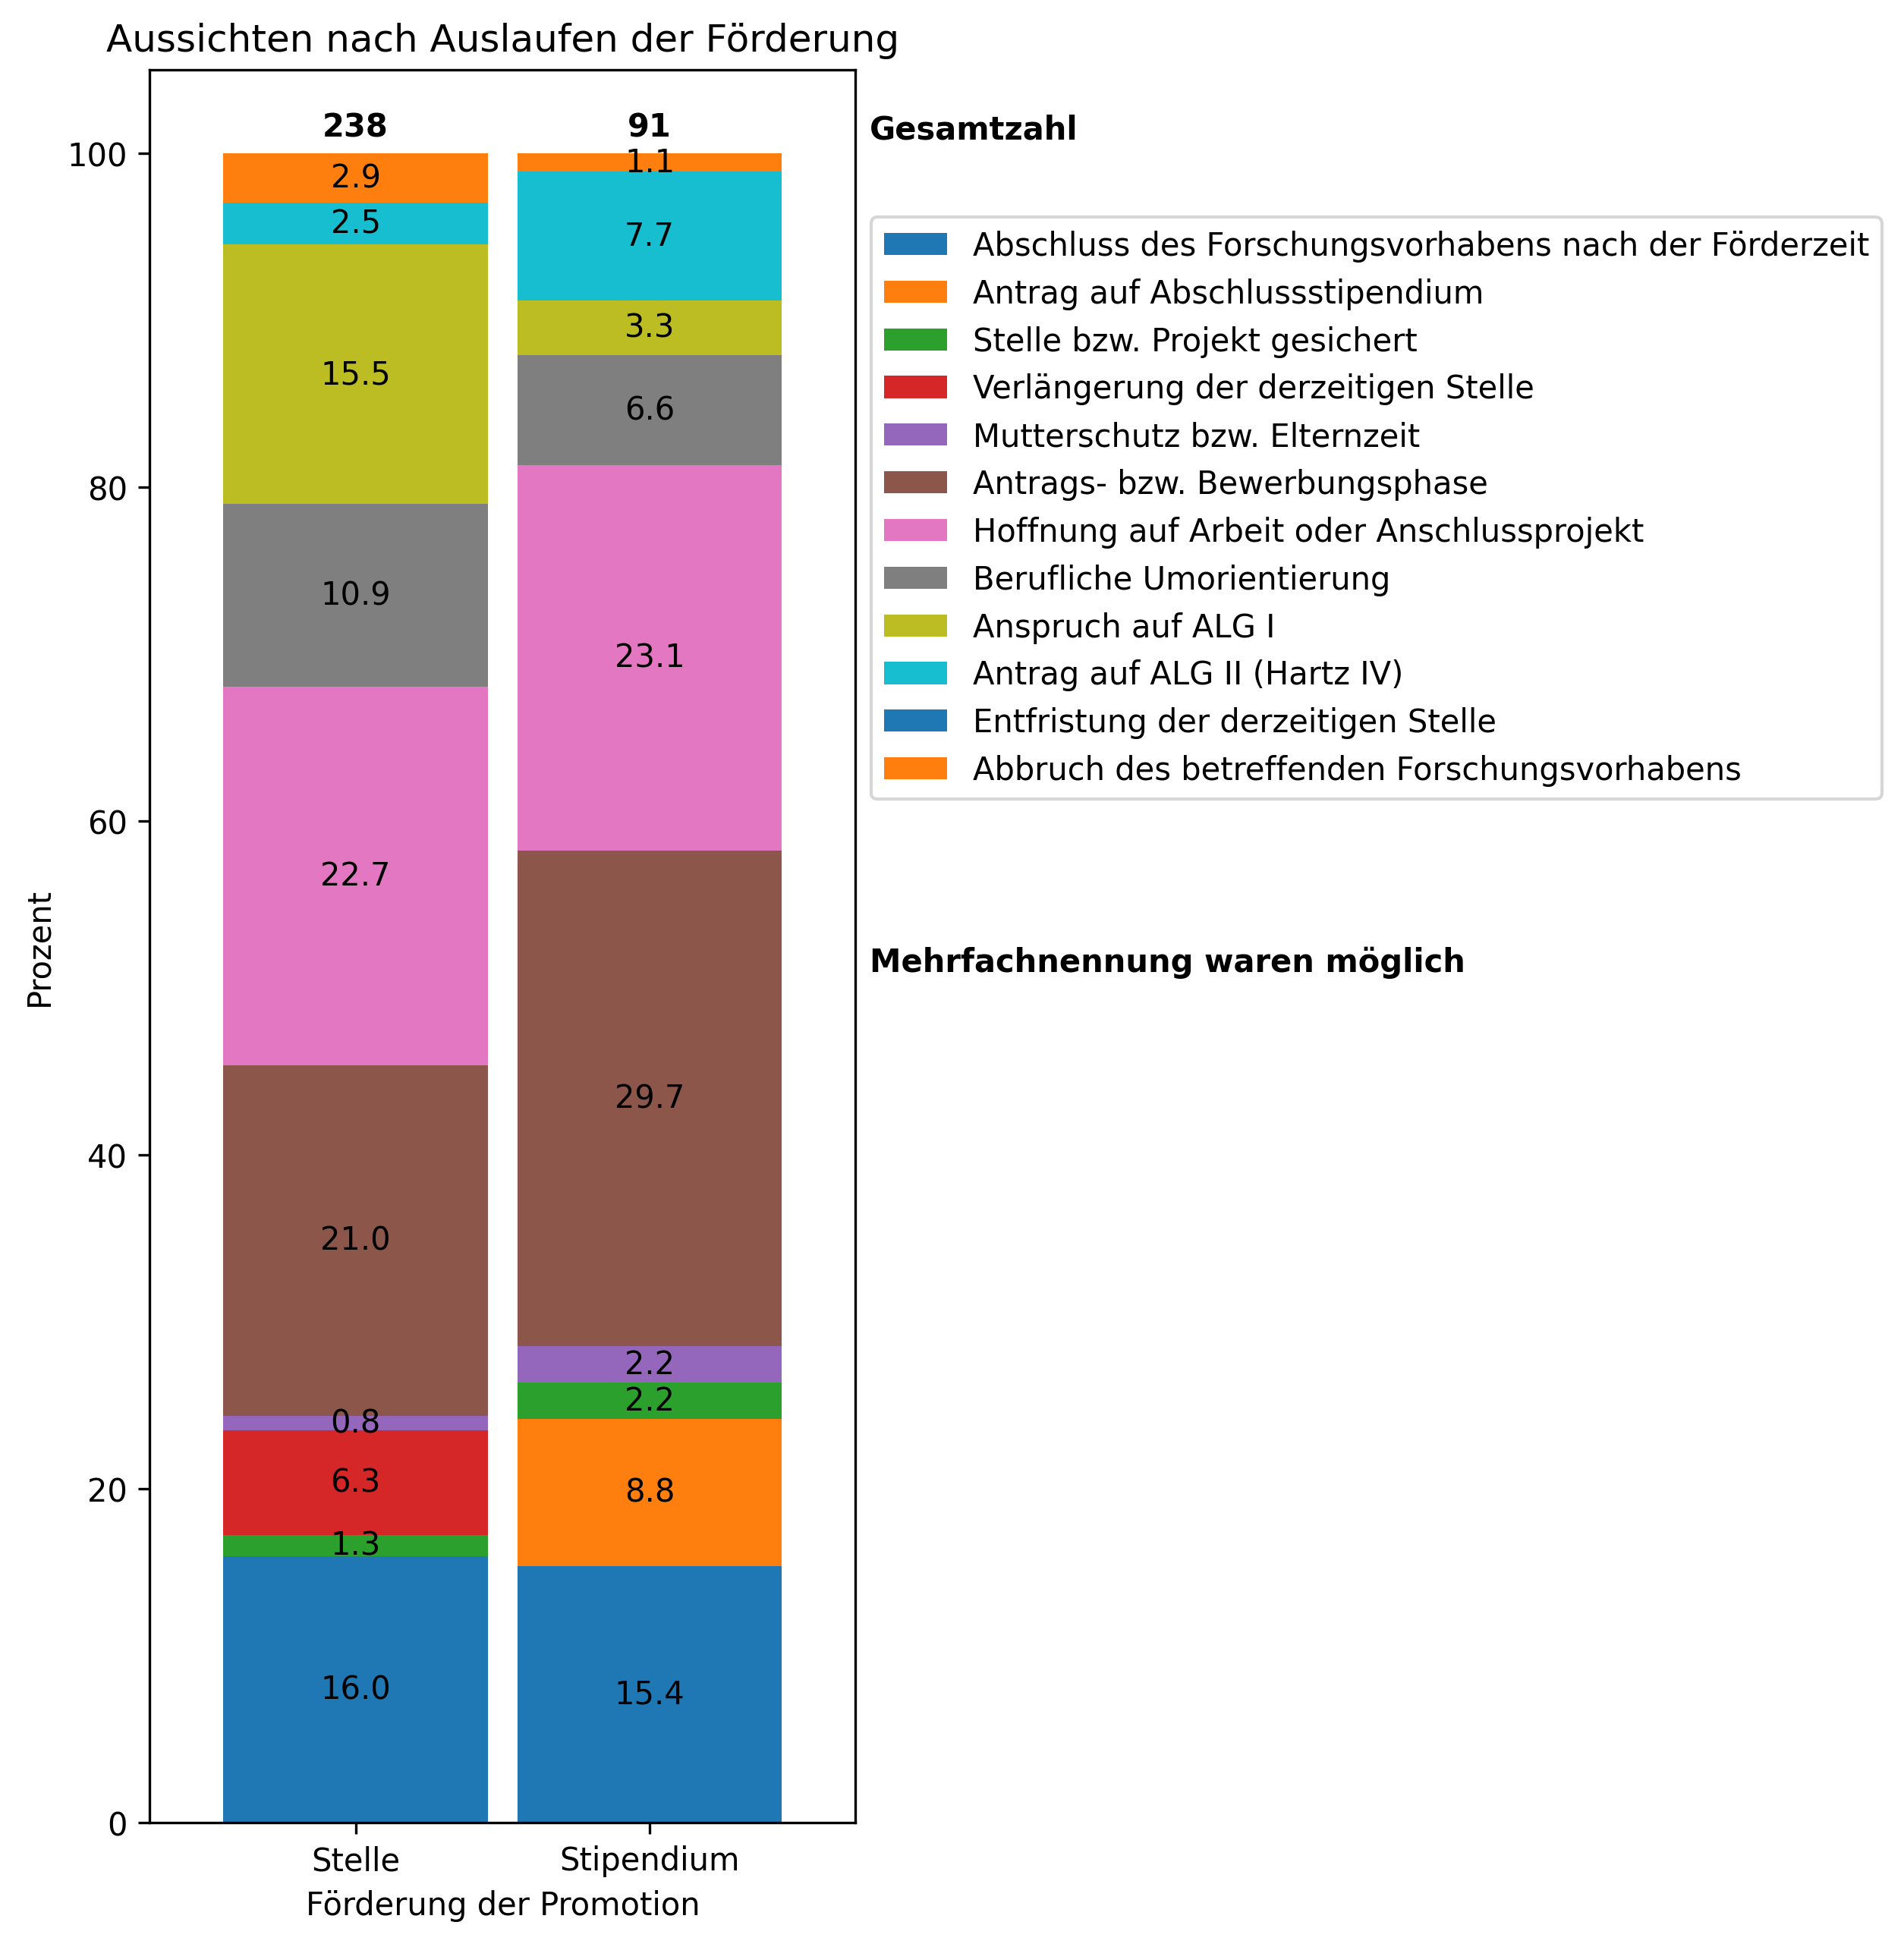 Aussichten nach Auslaufen der Förderung
238 91 Gesamtzahl
100
80
60
40
20
0
Prozent
2.9
2.5
15.5
10.9
22.7
21.0
0.8
6.3
1.3
16.0
1.1
7.7
3.3
6.6
23.1
29.7
2.2
2.2
8.8
15.4
Stelle Stipendium
Förderung der Promotion
Abschluss des Forschungsvorhabens nach der Förderzeit
Antrag auf Abschlussstipendium
Stelle bzw. Projekt gesichert
Verlängerung der derzeitigen Stelle
Mutterschutz bzw. Elternzeit
Antrags- bzw. Bewerbungsphase
Hoffnung auf Arbeit oder Anschlussprojekt
Berufliche Umorientierung
Anspruch auf ALG I
Antrag auf ALG II (Hartz IV)
Entfristung der derzeitigen Stelle
Abbruch des betreffenden Forschungsvorhabens
Mehrfachnennung waren möglich